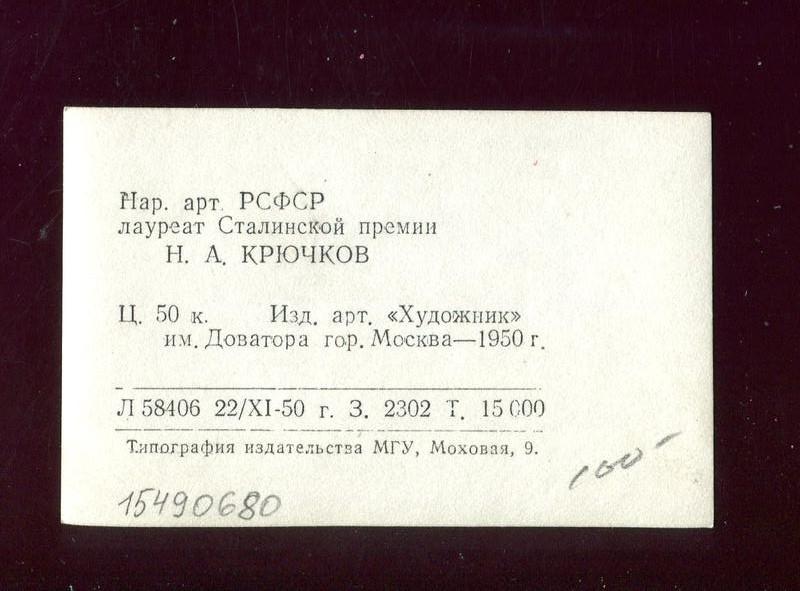 Нар. арт. РСФСР
лауреат Сталинской премии
Н. А. КРЮЧКОВ
Ц. 50 к. Изд. арт. «Художник»
им. Доватора гор. Москва—1950 г.
Л 58406 22/XI-50 г. З. 2302 Т. 15 000
Типография издательства МГУ, Моховая, 9.
100-
15490680